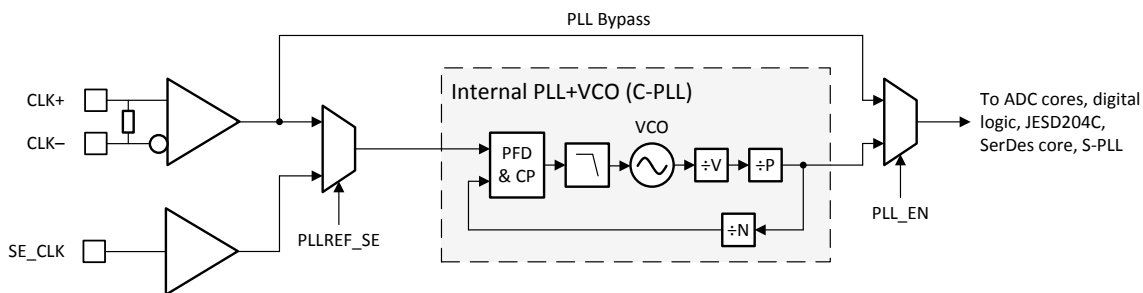 PLL Bypass
CLK+
CLK–
SE_CLK
PLLREF_SE
Internal PLL+VCO (C-PLL)
PFD
& CP
VCO
÷V
÷P
÷N
PLL_EN
To ADC cores, digital
logic, JESD204C,
SerDes core, S-PLL